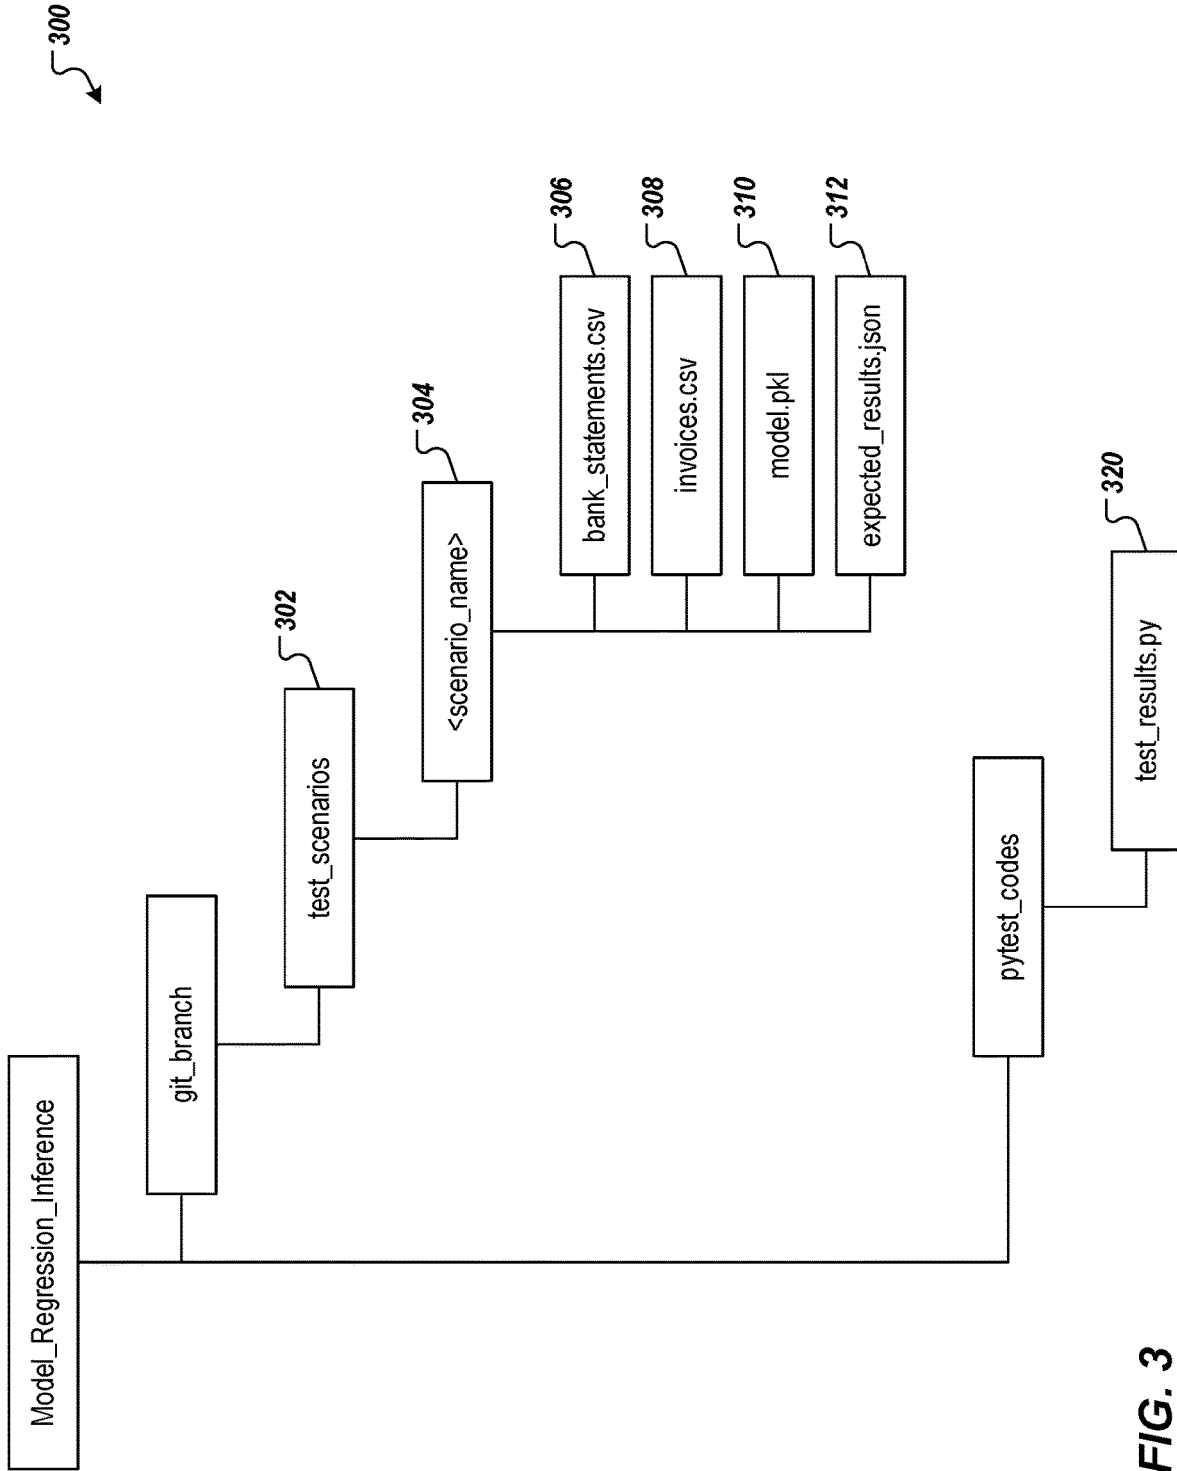 300
Model_Regression_Inference
git_branch
test_scenarios
302
<scenario_name>
304
bank_statements.csv
306
invoices.csv
308
model.pkl
310
expected_results.json
312
pytest_codes
test_results.py
320
FIG. 3